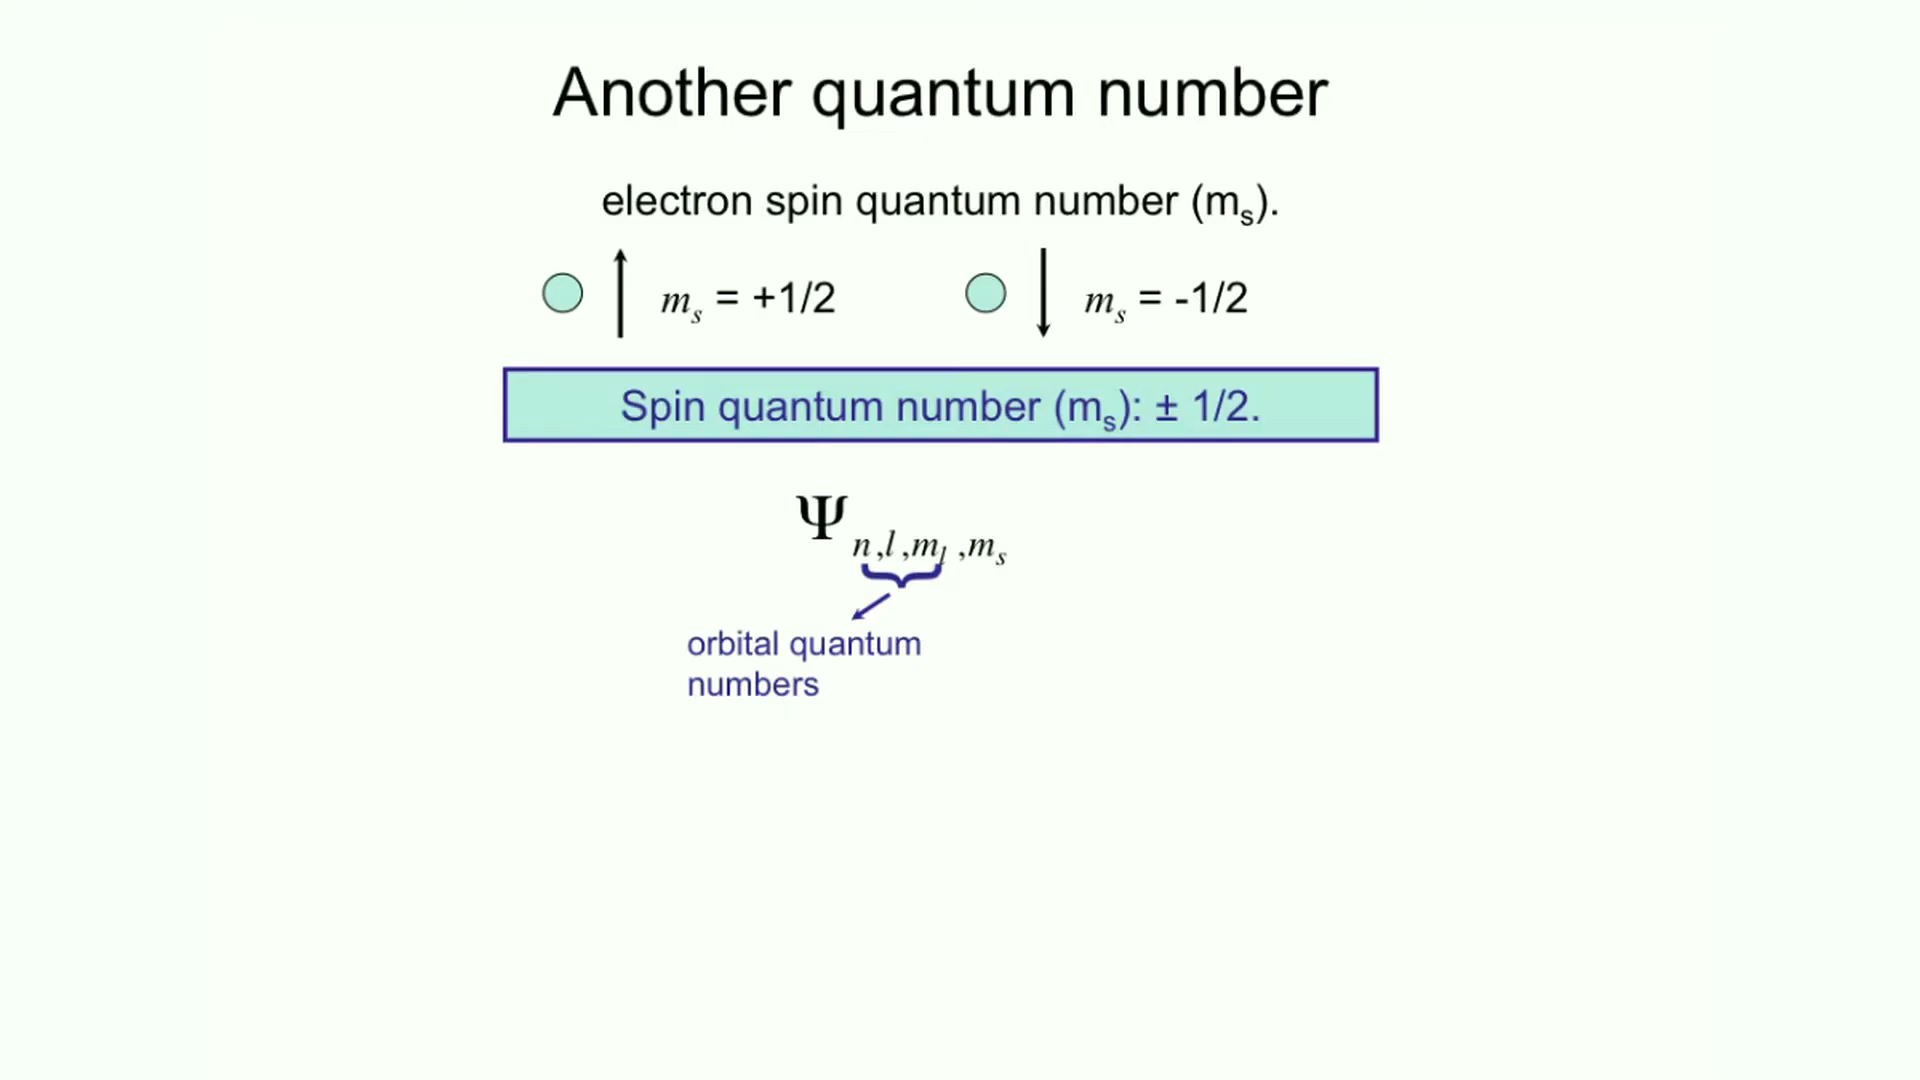 Another quantum number
electron spin quantum number (mₛ).
mₛ = +1/2 mₛ = -1/2
Spin quantum number (mₛ): ± 1/2.
Ψ n,l,mₗ,mₛ
orbital quantum
numbers